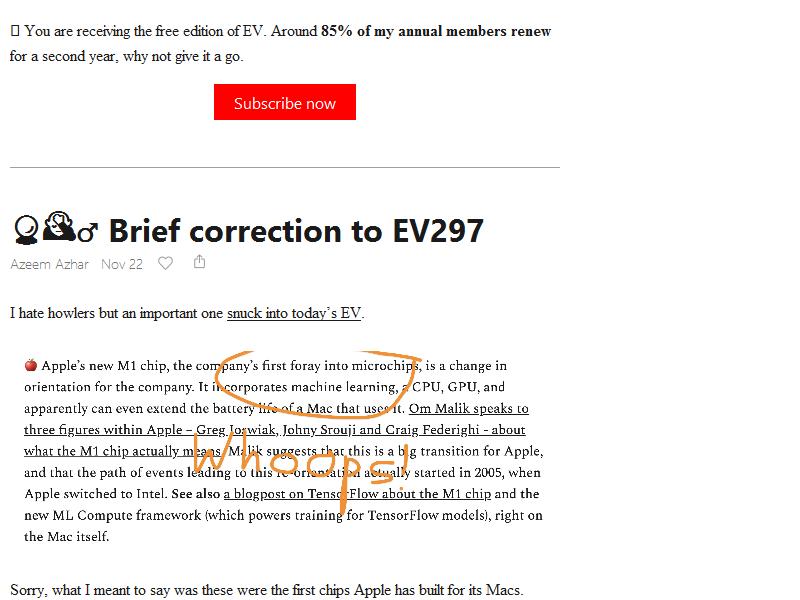 You are receiving the free edition of EV. Around 85% of my annual members renew
for a second year, why not give it a go.
Subscribe now
Brief correction to EV297
Azeem Azhar Nov 22
I hate howlers but an important one snuck into today's EV.
Apple's new M1 chip, the company's first foray into microchips, is a change in
orientation for the company. It incorporates machine learning, a CPU, GPU, and
apparently can even extend the battery life of a Mac that uses it. Om Malik speaks to
three figures within Apple – Greg Joswiak, Johny Srouji and Craig Federighi - about
what the M1 chip actually means. Malik suggests that this is a big transition for Apple,
and that the path of events leading to this re-orientation actually started in 2005, when
Apple switched to Intel. See also a blogpost on TensorFlow about the M1 chip and the
new ML Compute framework (which powers training for TensorFlow models), right on
the Mac itself.
Whoops!
Sorry, what I meant to say was these were the first chips Apple has built for its Macs.